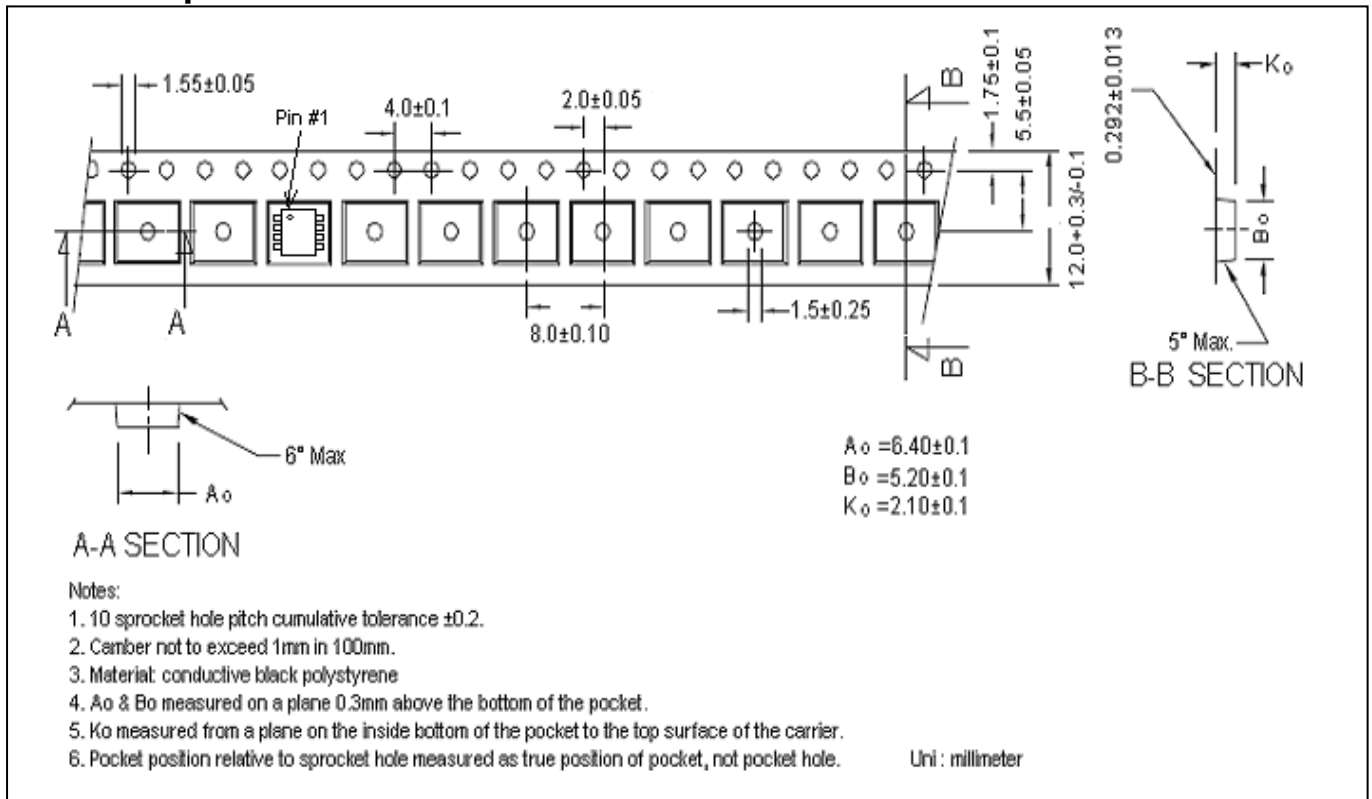 1.55±0.05
Pin #1
4.0±0.1
2.0±0.05
B
1.75±0.1
5.5±0.05
0.292±0.013
Ko
12.0+0.3/-0.1
Bo
A
A
8.0±0.10
1.5±0.25
B
5° Max.
B-B SECTION
6° Max
Ao
Ao =6.40±0.1
Bo =5.20±0.1
Ko =2.10±0.1
A-A SECTION
Notes:
1. 10 sprocket hole pitch cumulative tolerance ±0.2.
2. Camber not to exceed 1mm in 100mm.
3. Material: conductive black polystyrene
4. Ao & Bo measured on a plane 0.3mm above the bottom of the pocket.
5. Ko measured from a plane on the inside bottom of the pocket to the top surface of the carrier.
6. Pocket position relative to sprocket hole measured as true position of pocket, not pocket hole.
Uni : millimeter